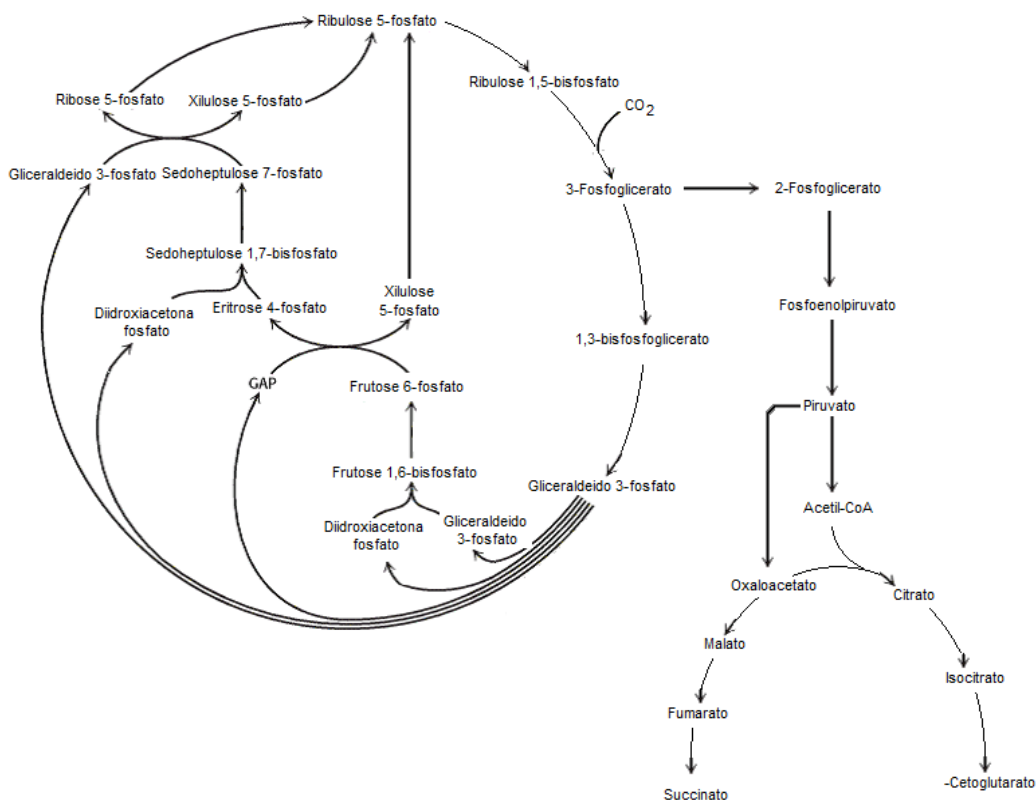 Ribulose 5-fosfato
Ribulose 1,5-bisfosfato
Ribose 5-fosfato
Xilulose 5-fosfato
CO2
Gliceraldeido 3-fosfato
Sedoheptulose 7-fosfato
3-Fosfoglicerato
2-Fosfoglicerato
Sedoheptulose 1,7-bisfosfato
Diidroxiacetona
fosfato
Eritrose 4-fosfato
Xilulose
5-fosfato
Fosfoenolpiruvato
1,3-bisfosfoglicerato
GAP
Frutose 6-fosfato
Piruvato
Frutose 1,6-bisfosfato
Gliceraldeido 3-fosfato
Diidroxiacetona
fosfato
Gliceraldeido
3-fosfato
Acetil-CoA
Oxaloacetato
Citrato
Malato
Isocitrato
Fumarato
Succinato
-Cetoglutarato